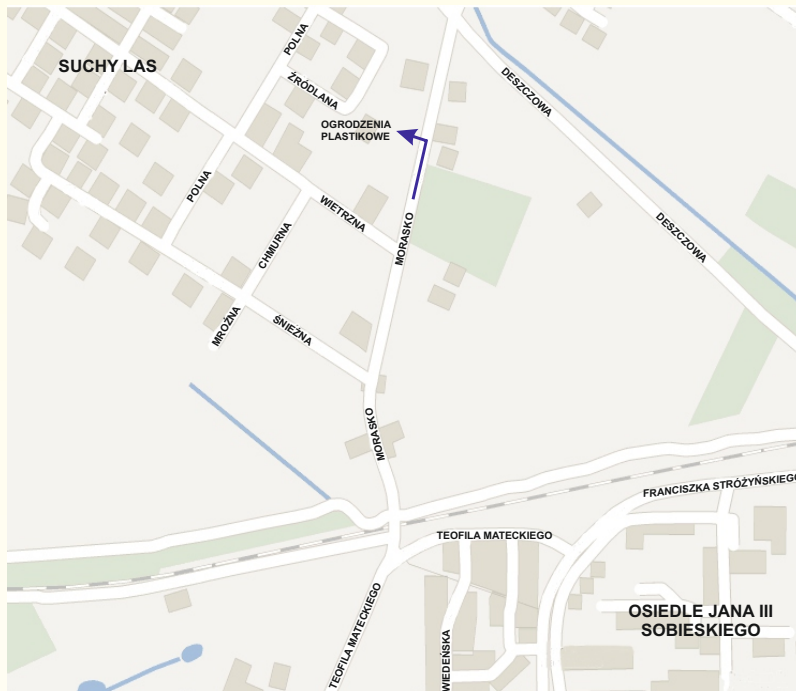 POLNA
SUCHY LAS
ŹRÓDLANA
DESZCZOWA
OGRODZENIA
PLASTIKOWE
POLNA
WIETRZNA
MORASKO
DESZCZOWA
CHMURNA
MROŹNA
ŚNIEŻNA
MORASKO
FRANCISZKA STRÓŻYŃSKIEGO
TEOFILA MATECKIEGO
TEOFILA MATECKIEGO
OSIEDLE JANA III
SOBIESKIEGO
WIEDEŃSKA